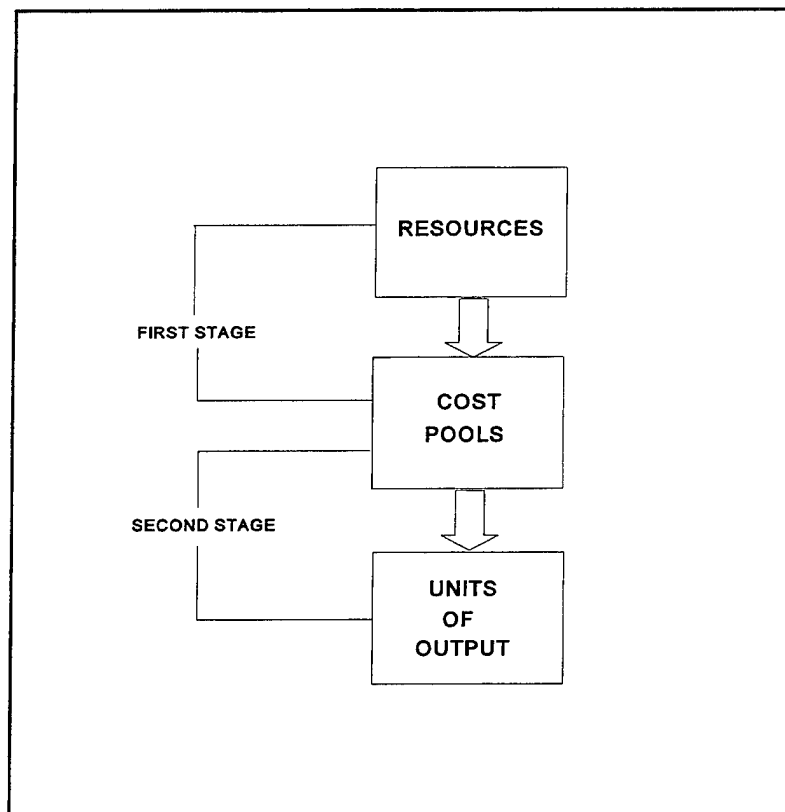 RESOURCES
FIRST STAGE
COST
POOLS
SECOND STAGE
UNITS
OF
OUTPUT